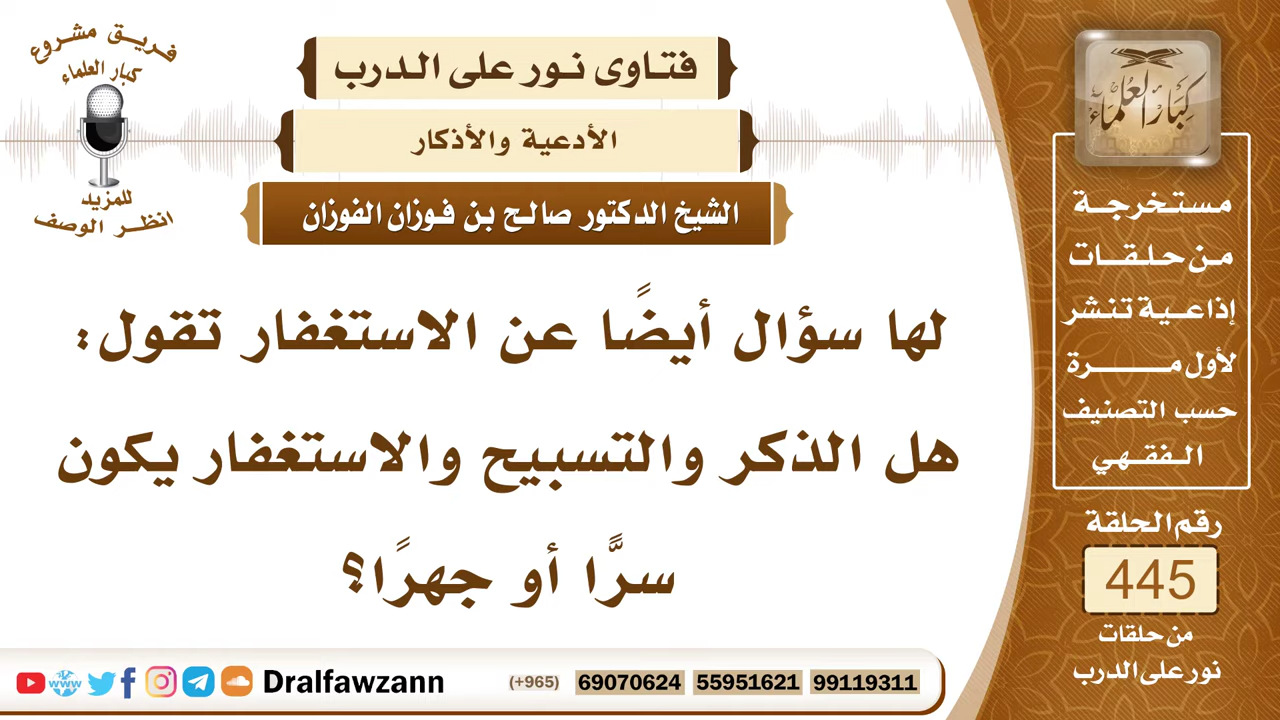 فريق مشروع
كبار العلماء
للمزيد
انظر الوصف
فتاوى نور على الدرب
الأدعية والأذكار
الشيخ الدكتور صالح بن فوزان الفوزان
لها سؤال أيضًا عن الاستغفار تقول:
هل الذكر والتسبيح والاستغفار يكون
سرًّا أو جهرًا؟
كبار العلماء
مستخرجة
من حلقات
إذاعية تنشر
لأول مرة
حسب التصنيف
الفقهي
رقم الحلقة
445
من حلقات
نور على الدرب
www Dralfawzann (+965) 69070624 55951621 99119311